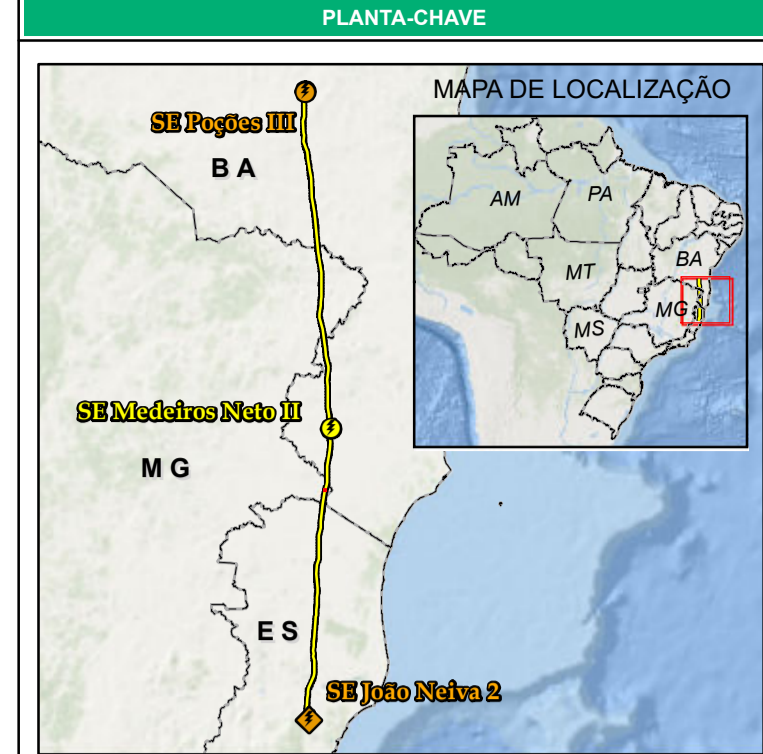 PLANTA-CHAVE
MAPA DE LOCALIZAÇÃO
SE Poções III
B A
AM
PA
BA
MT
MG
MS
SE Medeiros Neto II
M G
E S
SE João Neiva 2